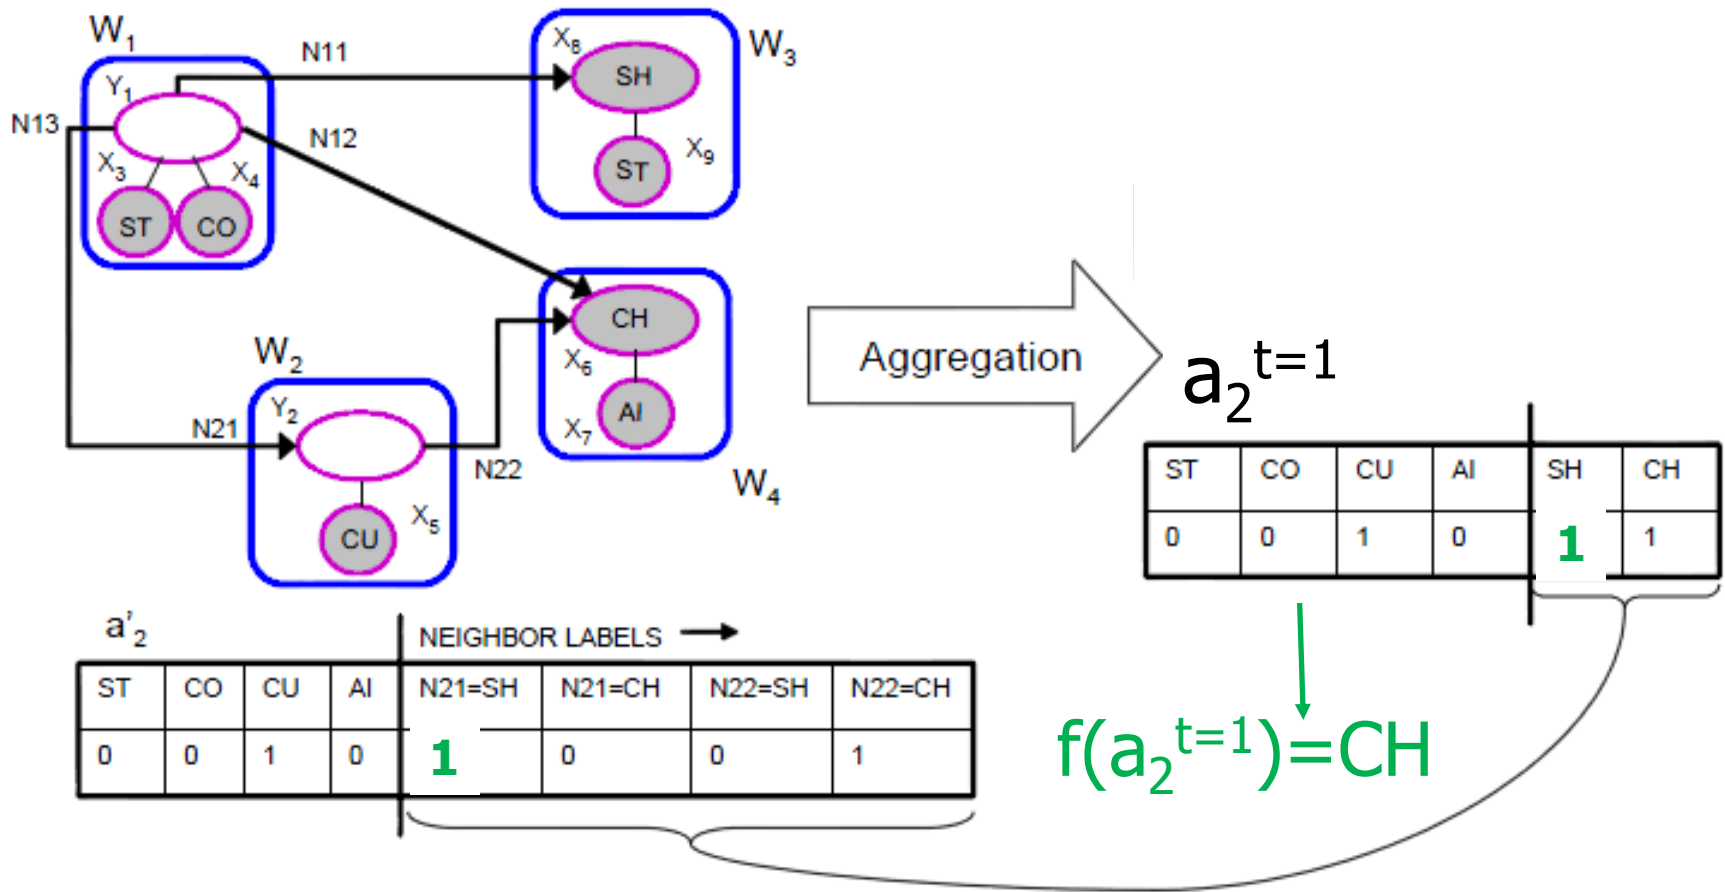 W1
Y1
X3
X4
ST
CO
N11
N12
N13
X8
SH
W3
X9
ST
CH
X6
AI
X7
W4
W2
Y2
N21
N22
X5
CU
Aggregation
a2 t=1
ST CO CU AI SH CH
0 0 1 0 1 1
a'2
NEIGHBOR LABELS
ST CO CU AI N21=SH N21=CH N22=SH N22=CH
0 0 1 0 1 0 0 1
f(a2 t=1)=CH